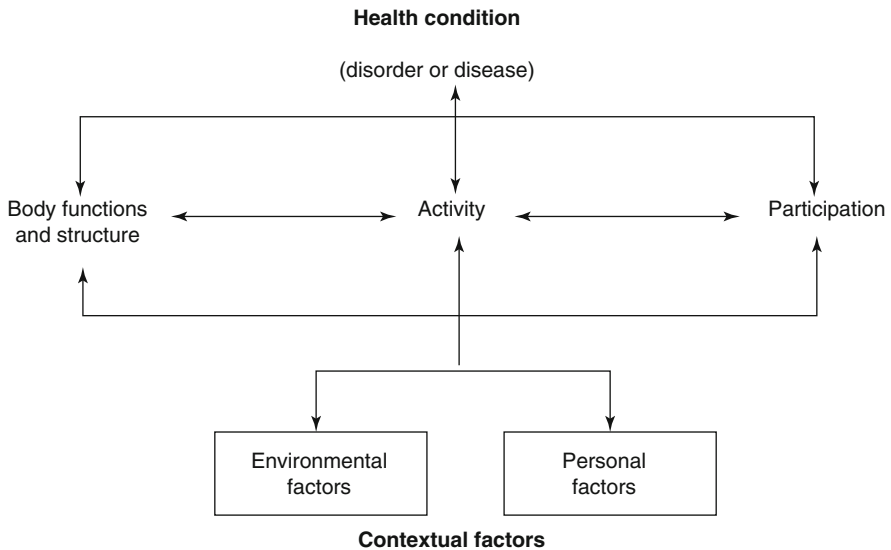 Health condition
(disorder or disease)
Body functions
and structure
Activity
Participation
Environmental
factors
Personal
factors
Contextual factors